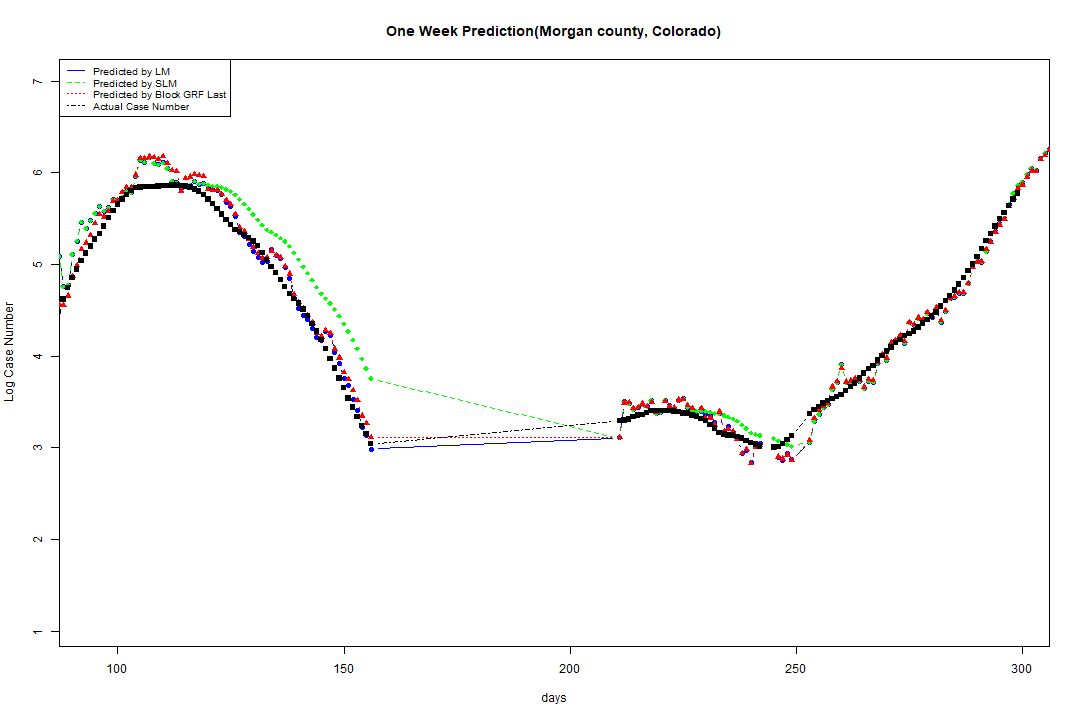 One Week Prediction(Morgan county, Colorado)
Predicted by LM
Predicted by SLM
Predicted by Block GRF Last
Actual Case Number
7
6
5
4
3
2
1
Log Case Number
100 150 200 250 300
days